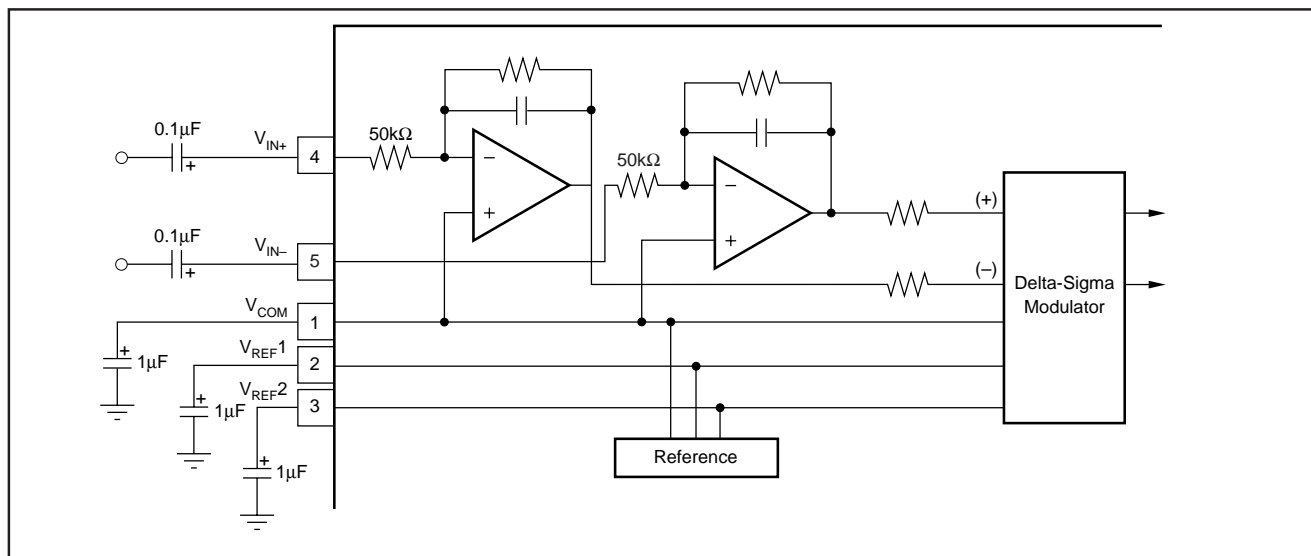 0.1μF
V_IN+
4
50kΩ
−
+
50kΩ
−
+
(+)
0.1μF
+
V_IN−
5
+
(−)
Delta-Sigma
Modulator
V_COM
1
+
1μF
V_REF1
2
+
1μF
V_REF2
3
+
1μF
Reference